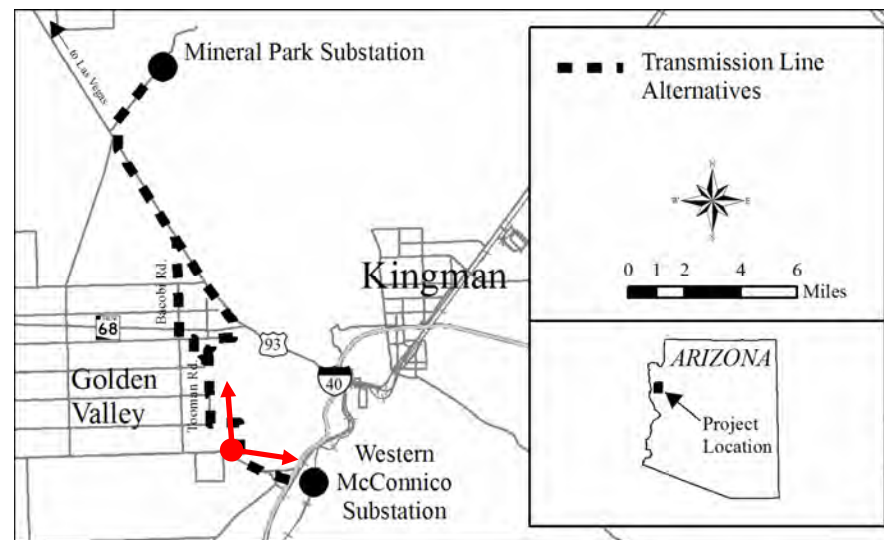 to Las Vegas
Mineral Park Substation
Bacobi Rd.
68
93
Kingman
40
Golden
Valley
Tooman Rd.
Western
McConnico
Substation
Transmission Line
Alternatives
N
W
E
S
0 1 2 4 6
Miles
ARIZONA
Project
Location